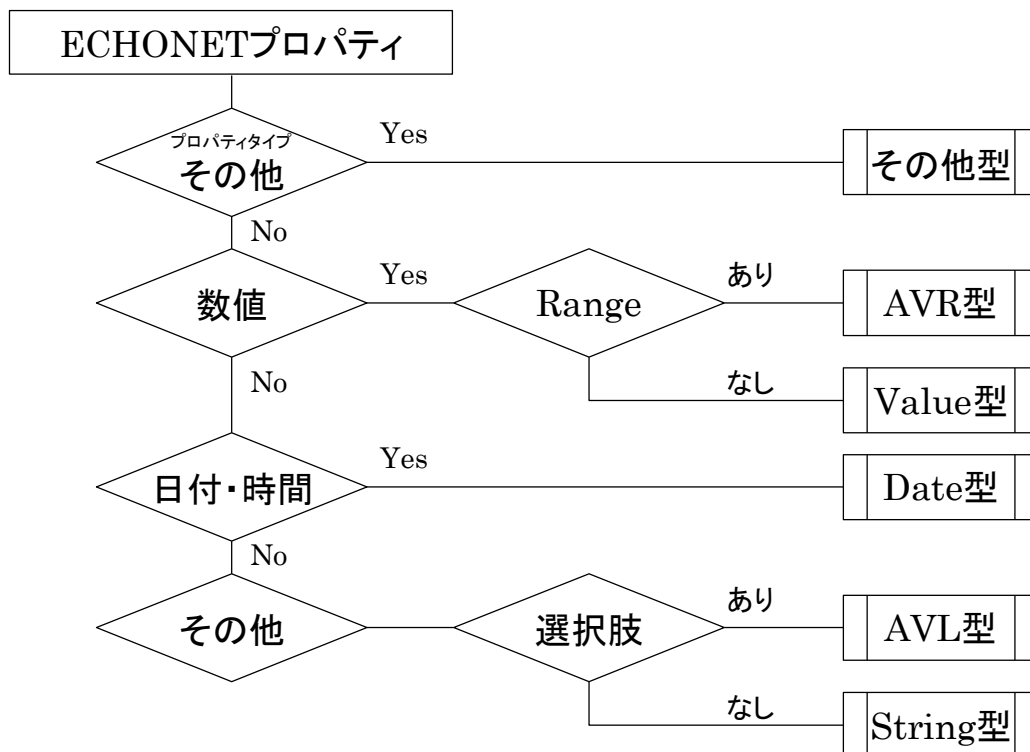 ECHONETプロパティ
プロパティタイプ
その他
Yes
その他型
No
数値
Yes
Range
あり
AVR型
No
なし
Value型
日付・時間
Yes
Date型
No
その他
選択肢
あり
AVL型
なし
String型